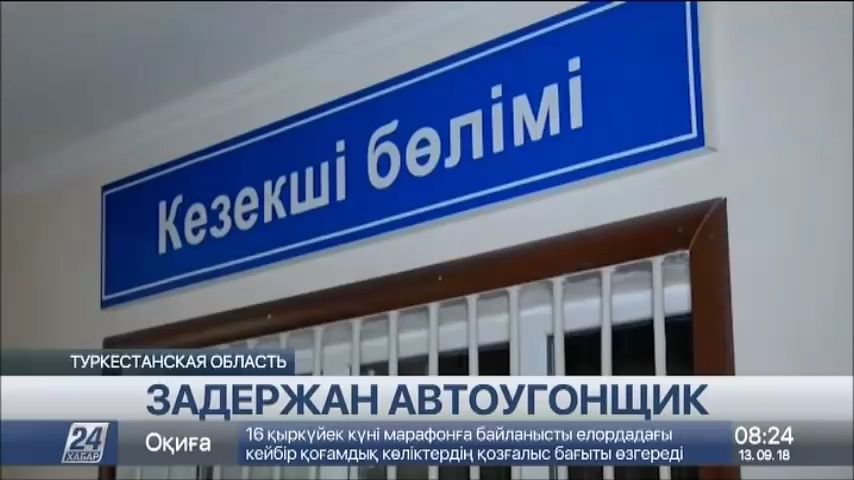 Кезекші бөлімі
ТУРКЕСТАНСКАЯ ОБЛАСТЬ
ЗАДЕРЖАН АВТОУГОНЩИК
24
ХАБАР
Оқиға
16 қыркүйек күні марафонға байланысты елордадағы
кейбір қоғамдық көліктердің қозғалыс бағыты өзгереді
08:24
13.09.18